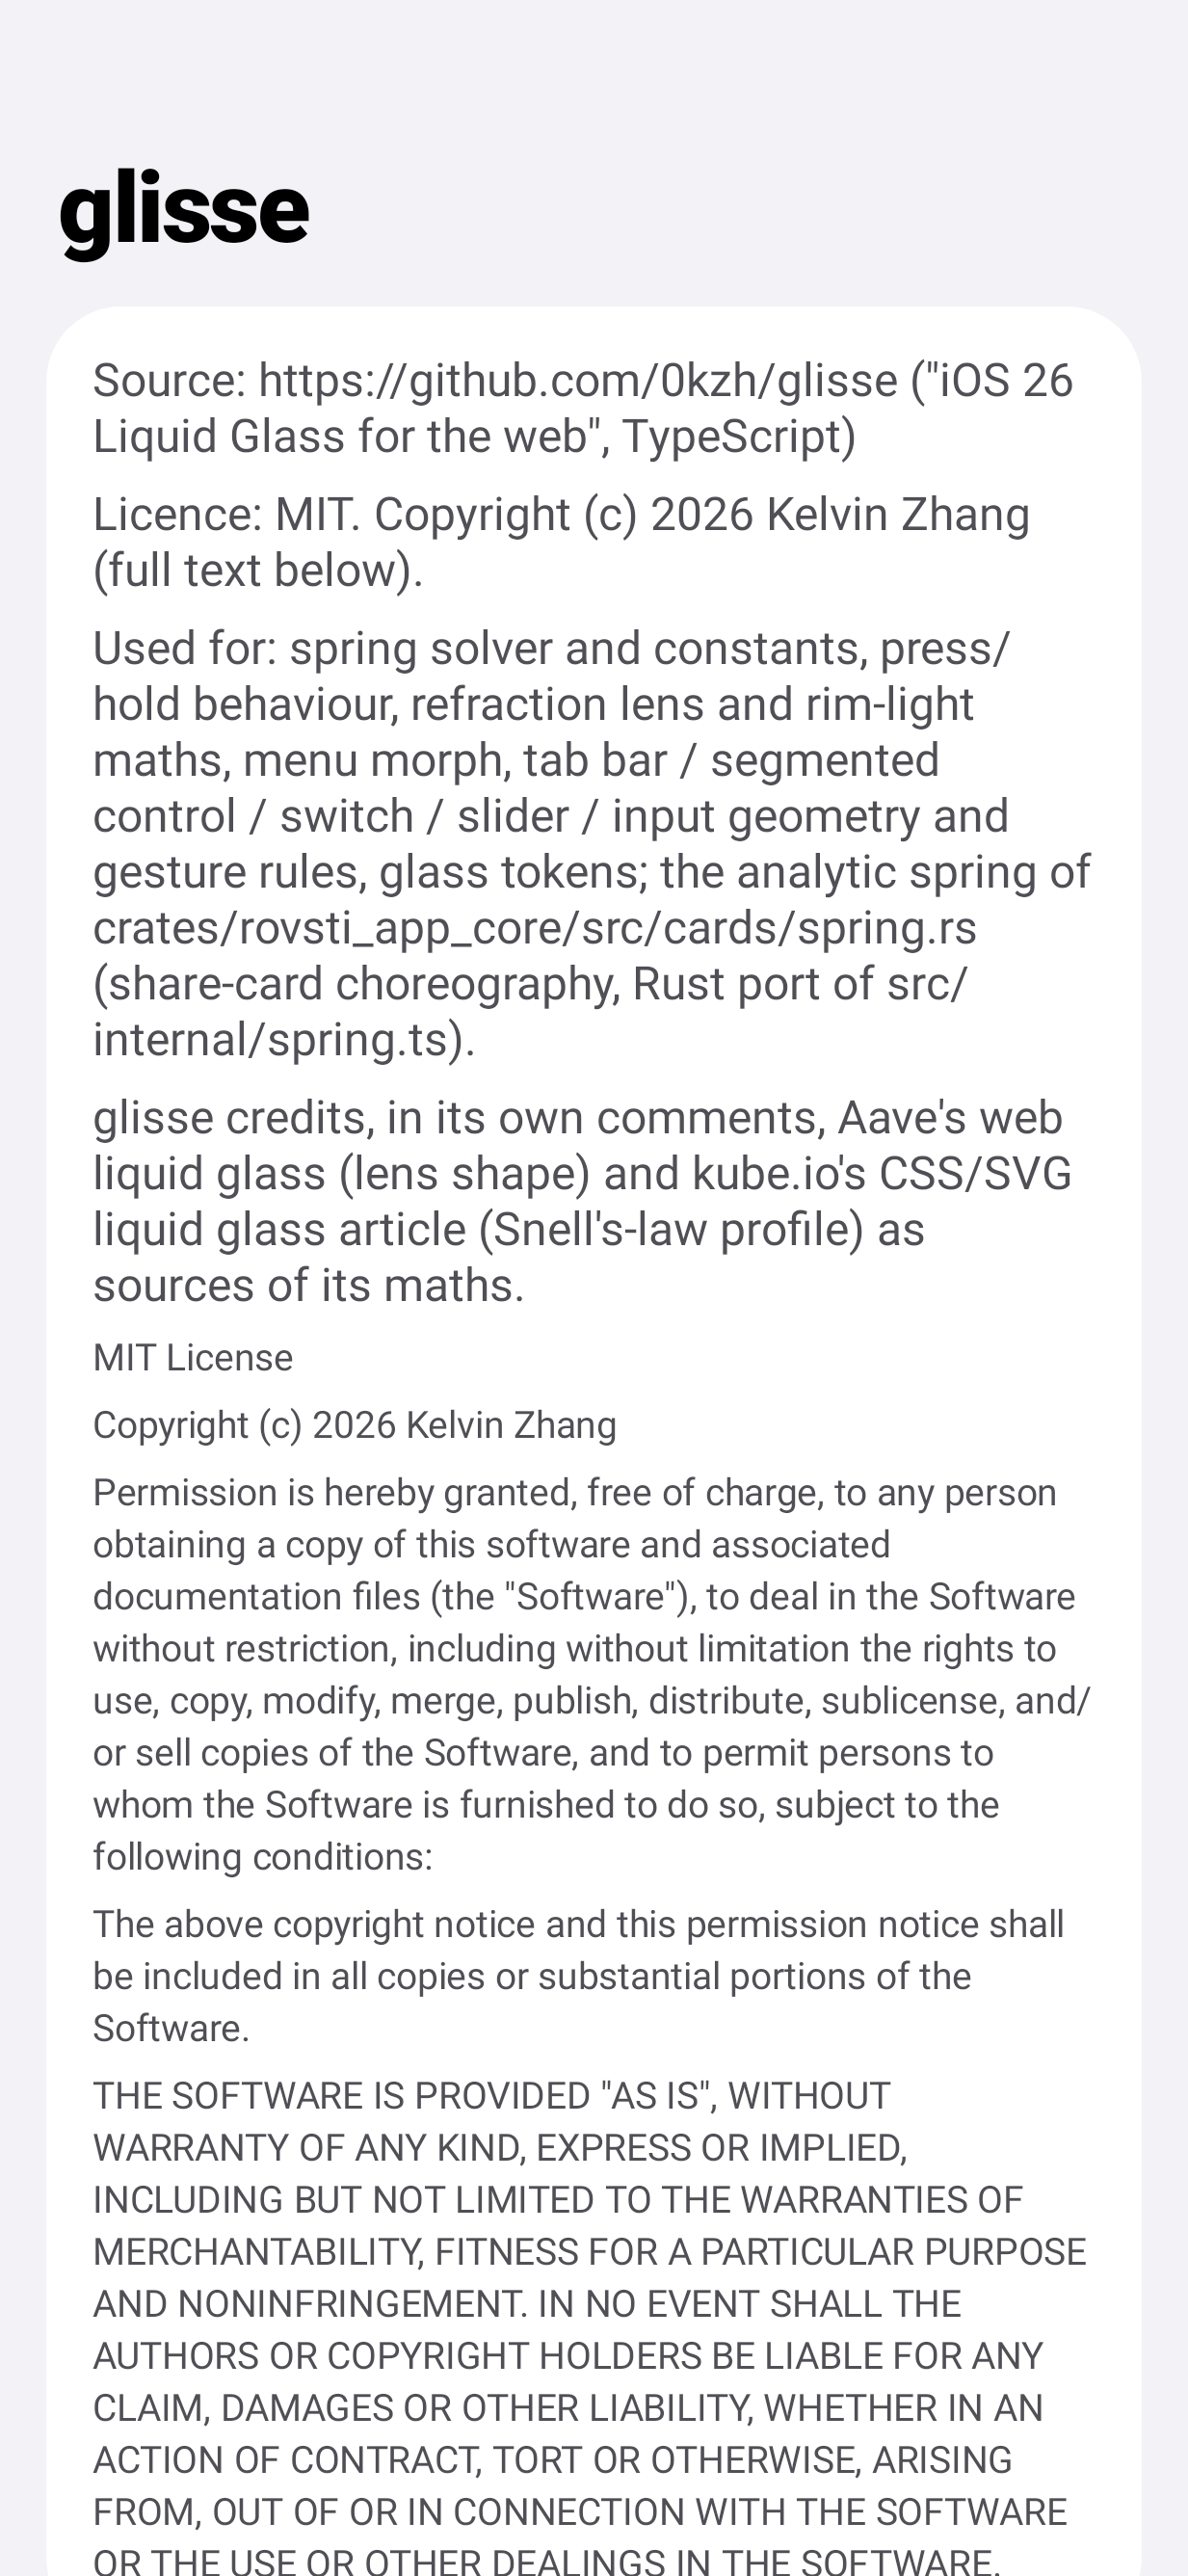 glisse
Source: https://github.com/0kzh/glisse ("iOS 26
Liquid Glass for the web", TypeScript)
Licence: MIT. Copyright (c) 2026 Kelvin Zhang
(full text below).
Used for: spring solver and constants, press/
hold behaviour, refraction lens and rim-light
maths, menu morph, tab bar / segmented
control / switch / slider / input geometry and
gesture rules, glass tokens; the analytic spring of
crates/rovsti_app_core/src/cards/spring.rs
(share-card choreography, Rust port of src/
internal/spring.ts).
glisse credits, in its own comments, Aave's web
liquid glass (lens shape) and kube.io's CSS/SVG
liquid glass article (Snell's-law profile) as
sources of its maths.
MIT License
Copyright (c) 2026 Kelvin Zhang
Permission is hereby granted, free of charge, to any person
obtaining a copy of this software and associated
documentation files (the "Software"), to deal in the Software
without restriction, including without limitation the rights to
use, copy, modify, merge, publish, distribute, sublicense, and/
or sell copies of the Software, and to permit persons to
whom the Software is furnished to do so, subject to the
following conditions:
The above copyright notice and this permission notice shall
be included in all copies or substantial portions of the
Software.
THE SOFTWARE IS PROVIDED "AS IS", WITHOUT
WARRANTY OF ANY KIND, EXPRESS OR IMPLIED,
INCLUDING BUT NOT LIMITED TO THE WARRANTIES OF
MERCHANTABILITY, FITNESS FOR A PARTICULAR PURPOSE
AND NONINFRINGEMENT. IN NO EVENT SHALL THE
AUTHORS OR COPYRIGHT HOLDERS BE LIABLE FOR ANY
CLAIM, DAMAGES OR OTHER LIABILITY, WHETHER IN AN
ACTION OF CONTRACT, TORT OR OTHERWISE, ARISING
FROM, OUT OF OR IN CONNECTION WITH THE SOFTWARE
OR THE USE OR OTHER DEALINGS IN THE SOFTWARE.